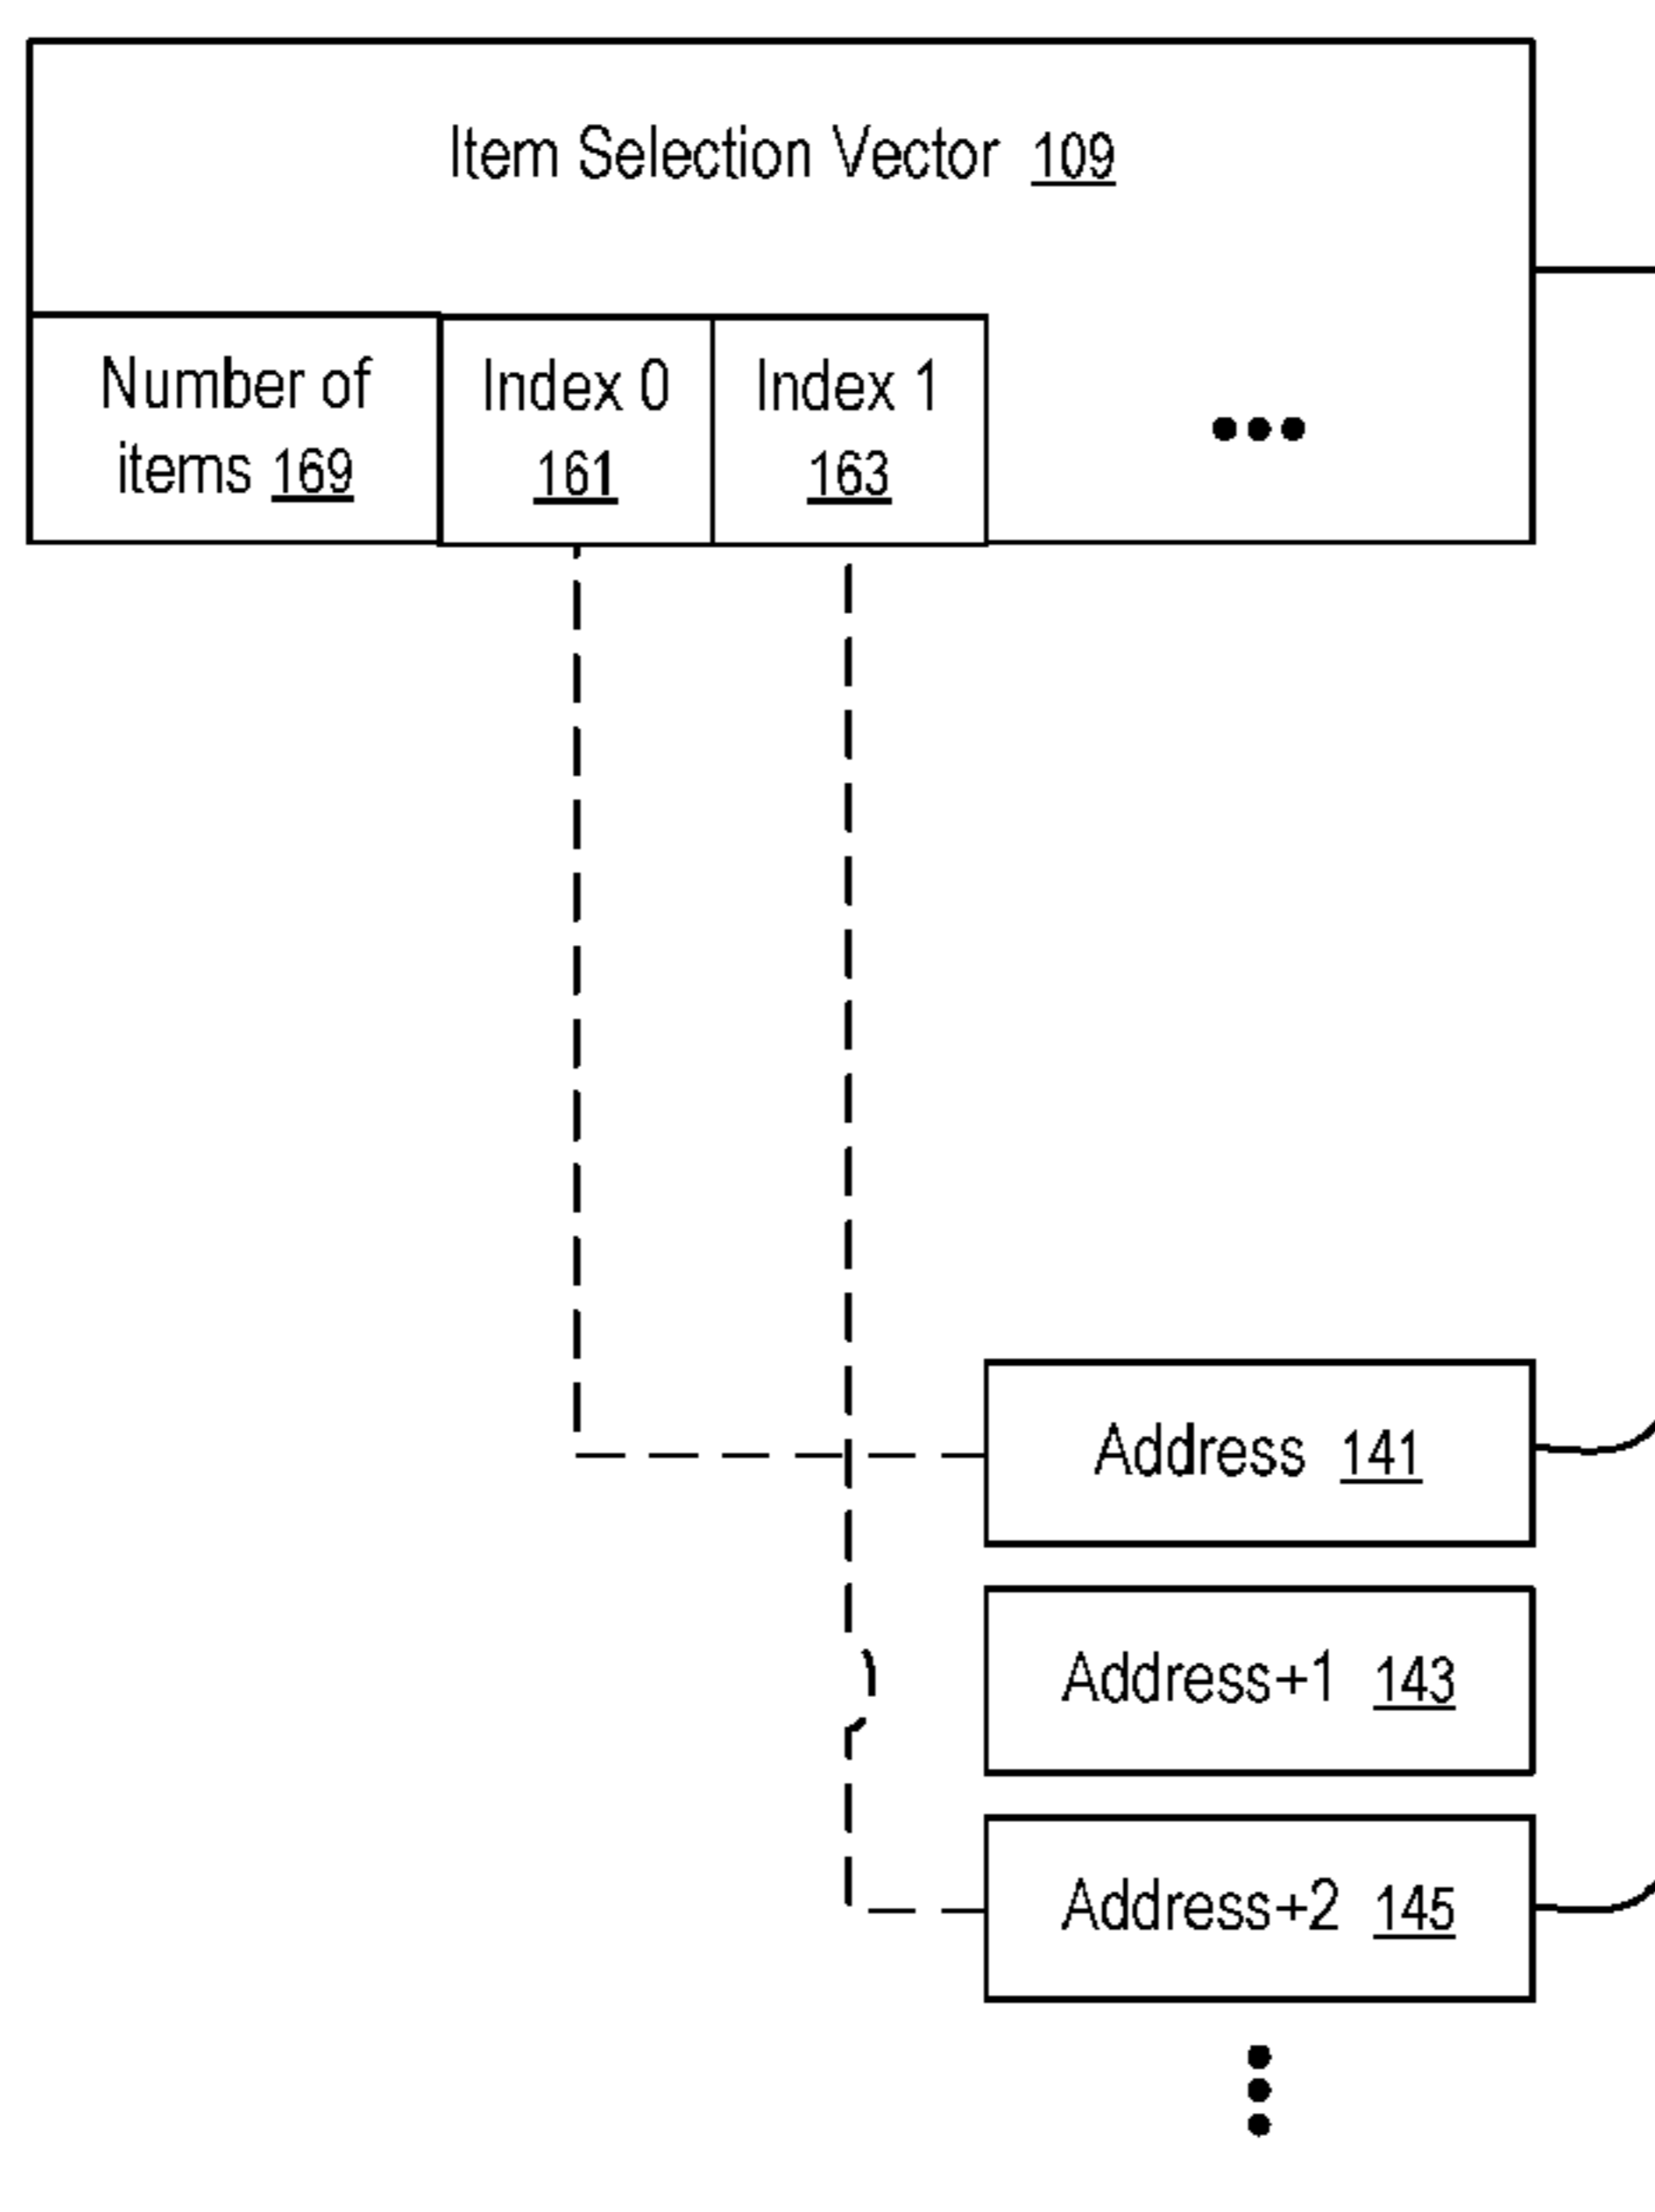 Item Selection Vector 109
Number of
items 169
Index 0
161
Index 1
163
Address 141
Address+1 143
Address+2 145